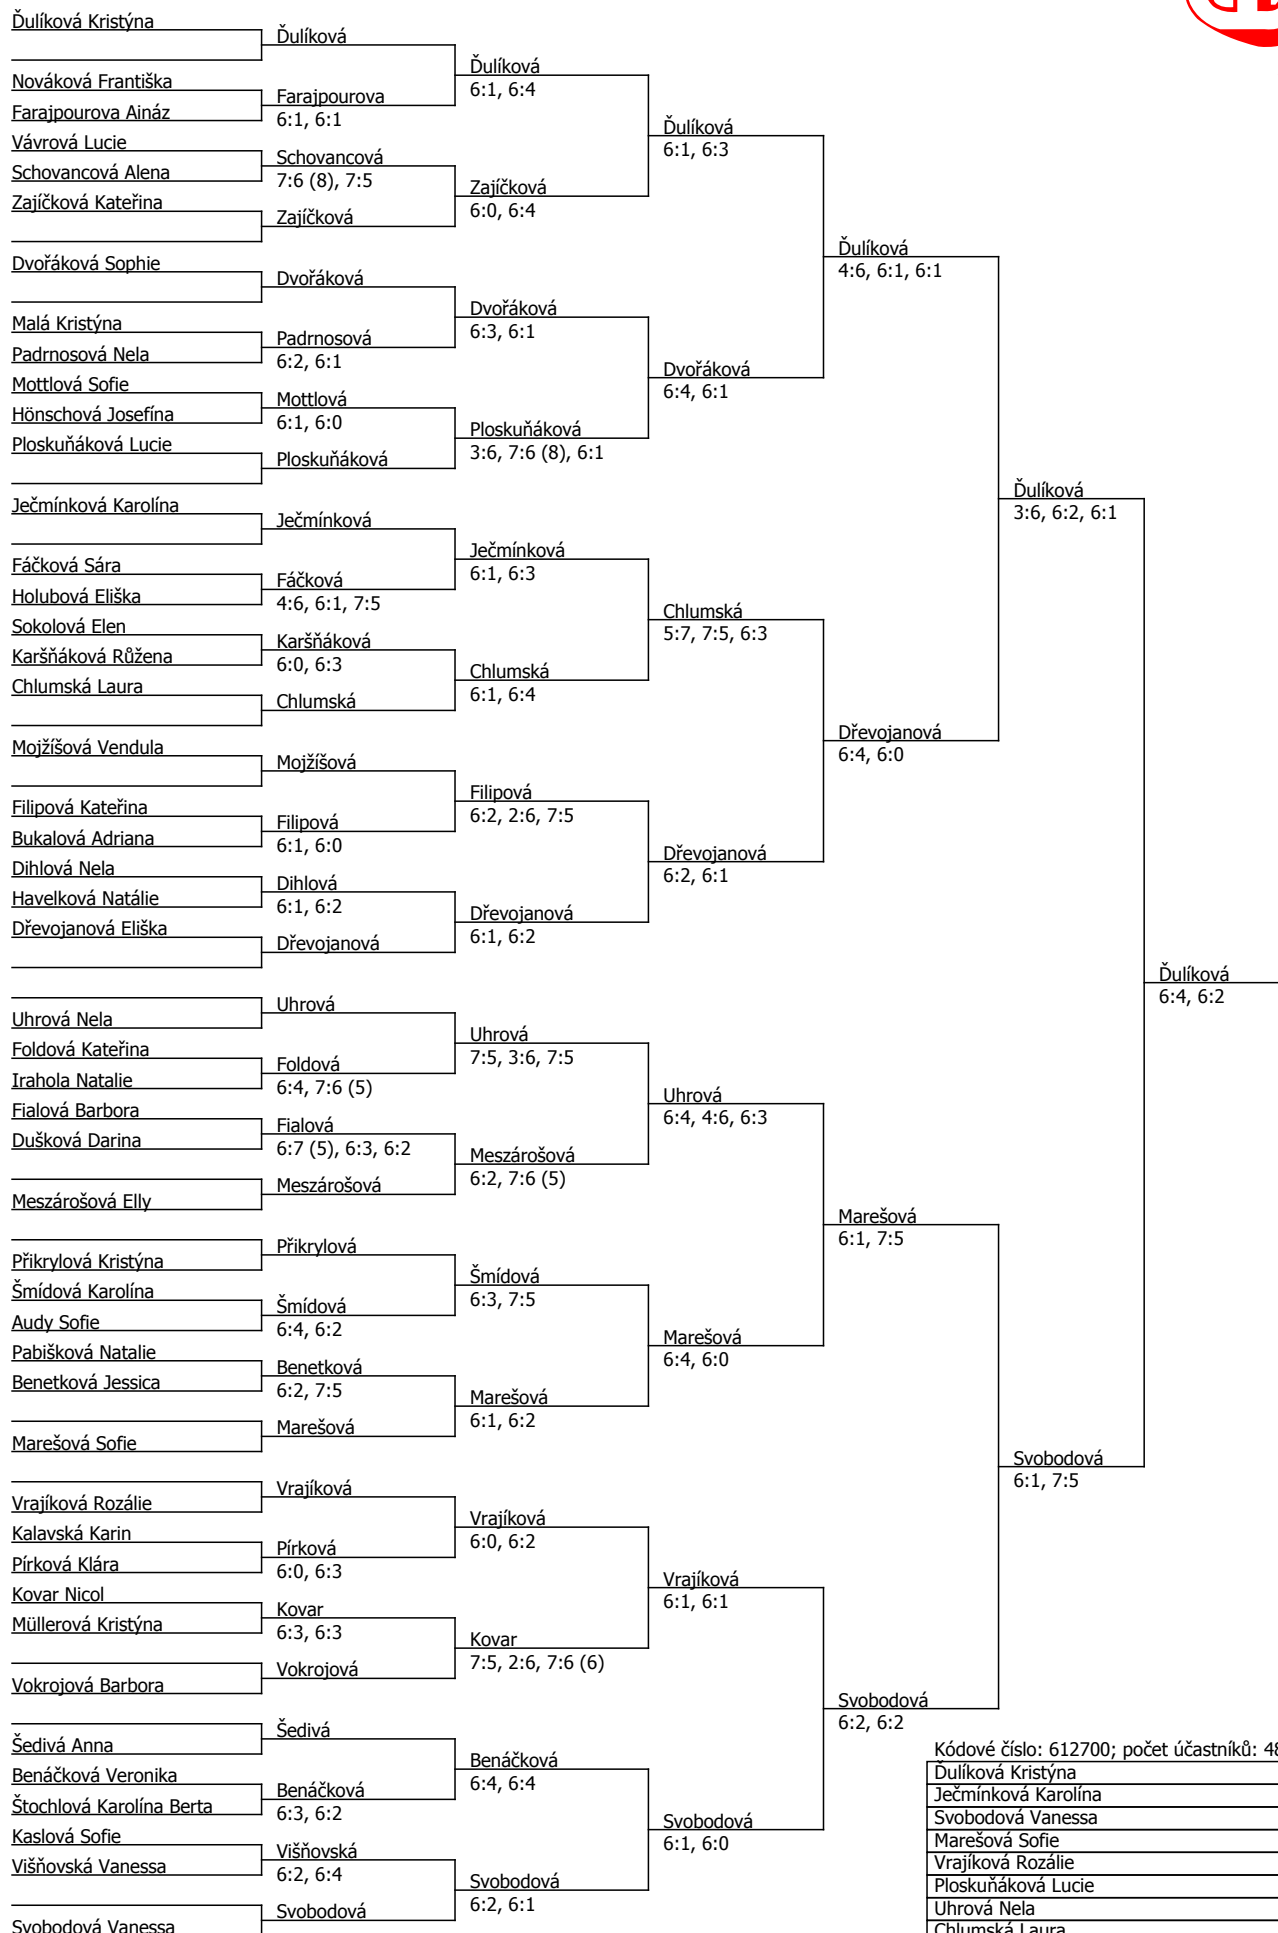 Ďulíková Kristýna
Nováková Františka
Farajpourova Aináz
Vávrová Lucie
Schovancová Alena
Zajíčková Kateřina
Dvořáková Sophie
Malá Kristýna
Padrnosová Nela
Mottlová Sofie
Hönschová Josefína
Ploskuňáková Lucie
Ječmínková Karolína
Fáčková Sára
Holubová Eliška
Sokolová Elen
Karšňáková Růžena
Chlumská Laura
Mojžíšová Vendula
Filipová Kateřina
Bukalová Adriana
Dihlová Nela
Havelková Natálie
Dřevojanová Eliška
Uhrová Nela
Foldová Kateřina
Irahola Natalie
Fialová Barbora
Dušková Darina
Meszárošová Elly
Přikrylová Kristýna
Šmídová Karolína
Audy Sofie
Pabišková Natalie
Benetková Jessica
Marešová Sofie
Vrajíková Rozálie
Kalavská Karin
Pírková Klára
Kovar Nicol
Müllerová Kristýna
Vokrojová Barbora
Šedivá Anna
Benáčková Veronika
Štochlová Karolína Berta
Kaslová Sofie
Višňovská Vanessa
Svobodová Vanessa
Ďulíková
Farajpourova
6:1, 6:1
Schovancová
7:6 (8), 7:5
Zajíčková
Dvořáková
Padrnosová
6:2, 6:1
Mottlová
6:1, 6:0
Ploskuňáková
Ječmínková
Fáčková
4:6, 6:1, 7:5
Karšňáková
6:0, 6:3
Chlumská
Mojžíšová
Filipová
6:1, 6:0
Dihlová
6:1, 6:2
Dřevojanová
Uhrová
Foldová
6:4, 7:6 (5)
Fialová
6:7 (5), 6:3, 6:2
Meszárošová
Přikrylová
Šmídová
6:4, 6:2
Benetková
6:2, 7:5
Marešová
Vrajíková
Pírková
6:0, 6:3
Kovar
6:3, 6:3
Vokrojová
Šedivá
Benáčková
6:3, 6:2
Višňovská
6:2, 6:4
Svobodová
Ďulíková
6:1, 6:4
Zajíčková
6:0, 6:4
Dvořáková
6:3, 6:1
Ploskuňáková
3:6, 7:6 (8), 6:1
Ječmínková
6:1, 6:3
Chlumská
6:1, 6:4
Filipová
6:2, 2:6, 7:5
Dřevojanová
6:1, 6:2
Uhrová
7:5, 3:6, 7:5
Meszárošová
6:2, 7:6 (5)
Šmídová
6:3, 7:5
Marešová
6:1, 6:2
Vrajíková
6:0, 6:2
Kovar
7:5, 2:6, 7:6 (6)
Benáčková
6:4, 6:4
Svobodová
6:2, 6:1
Ďulíková
6:1, 6:3
Dvořáková
6:4, 6:1
Chlumská
5:7, 7:5, 6:3
Dřevojanová
6:2, 6:1
Uhrová
6:4, 4:6, 6:3
Marešová
6:4, 6:0
Vrajíková
6:1, 6:1
Svobodová
6:1, 6:0
Ďulíková
4:6, 6:1, 6:1
Dřevojanová
6:4, 6:0
Marešová
6:1, 7:5
Svobodová
6:2, 6:2
Ďulíková
3:6, 6:2, 6:1
Svobodová
6:1, 7:5
Ďulíková
6:4, 6:2
Kódové číslo: 612700; počet účastníků: 48
Ďulíková Kristýna
Ječmínková Karolína
Svobodová Vanessa
Marešová Sofie
Vrajíková Rozálie
Ploskuňáková Lucie
Uhrová Nela
Chlumská Laura